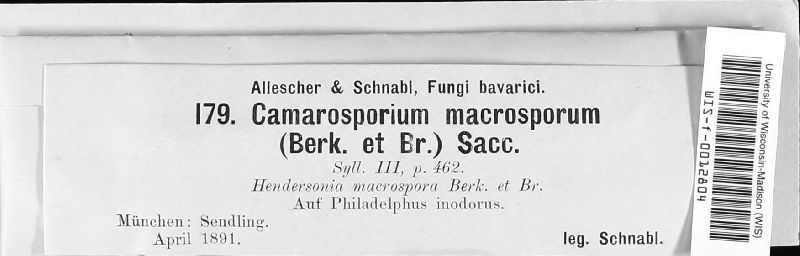 Allescher & Schnabl, Fungi bavarici.
179. Camarosporium macrosporum
(Berk. et Br.) Sacc.
Syll. III, p. 462.
Hendersonia macrospora Berk. et Br.
Auf Philadelphus inodorus.
München: Sendling.
April 1891.
leg. Schnabl.
University of Wisconsin-Madison (WIS)
WIS-f-0012804